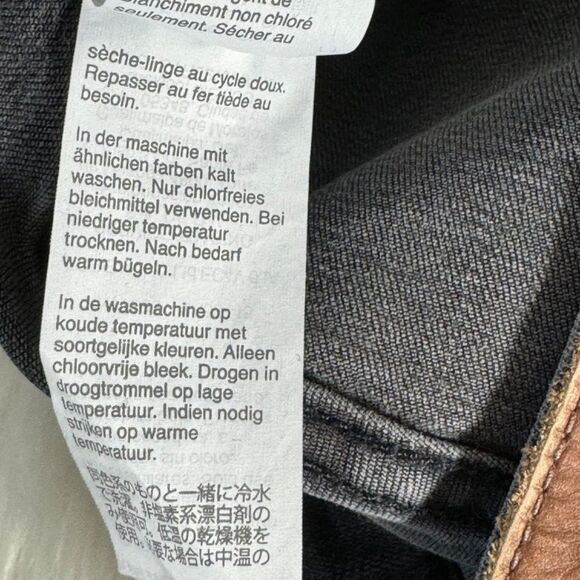 blanchiment non chloré
seulement. Sécher au
sèche-linge au cycle doux.
Repasser au fer tiède au
besoin.
In der maschine mit
ähnlichen farben kalt
waschen. Nur chlorfreies
bleichmittel verwenden. Bei
niedriger temperatur
trocknen. Nach bedarf
warm bügeln.
In de wasmachine op
koude temperatuur met
soortgelijke kleuren. Alleen
chloorvrije bleek. Drogen in
droogtrommel op lage
temperatuur. Indien nodig
strijken op warme
temperatuur.
同色系のものと一緒に冷水
で洗濯。非塩素系漂白剤の
み使用可。低温の乾燥機を
使用。必要な場合は中温の